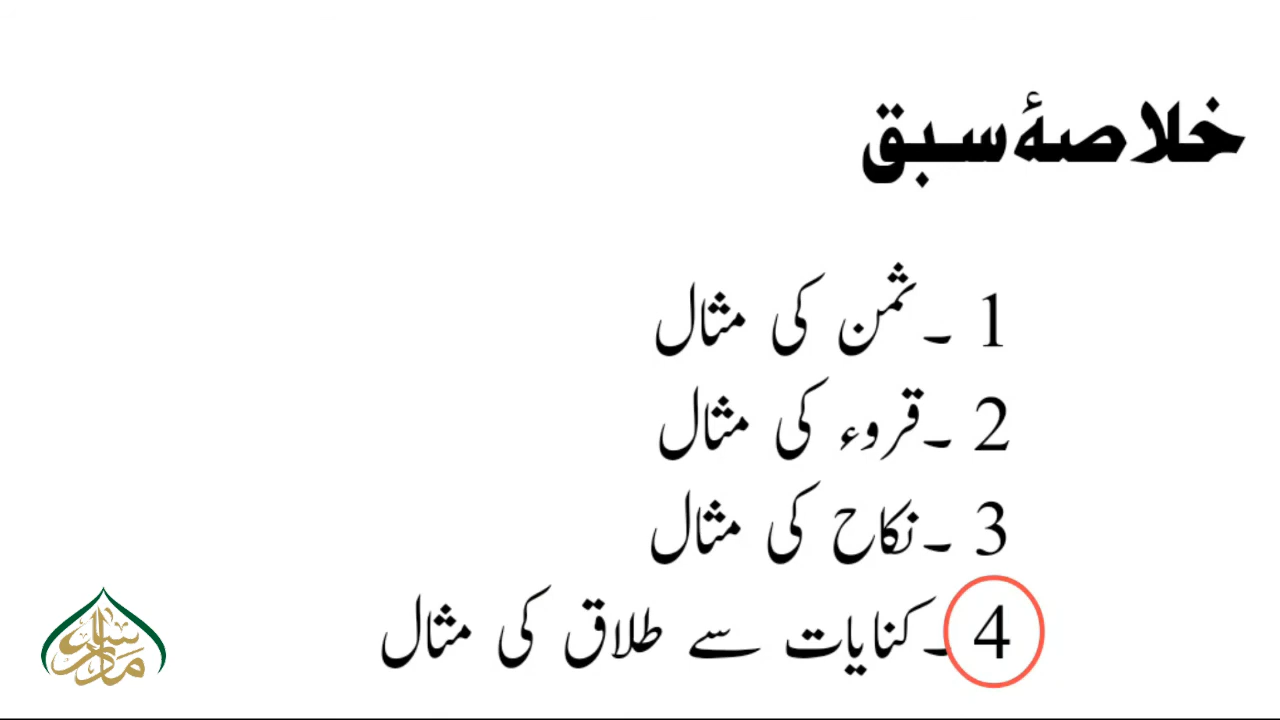 خلاصۂ سبق
1 ۔ثمن کی مثال
2 ۔قروء کی مثال
3 ۔نکاح کی مثال
4 ۔کنایات سے طلاق کی مثال